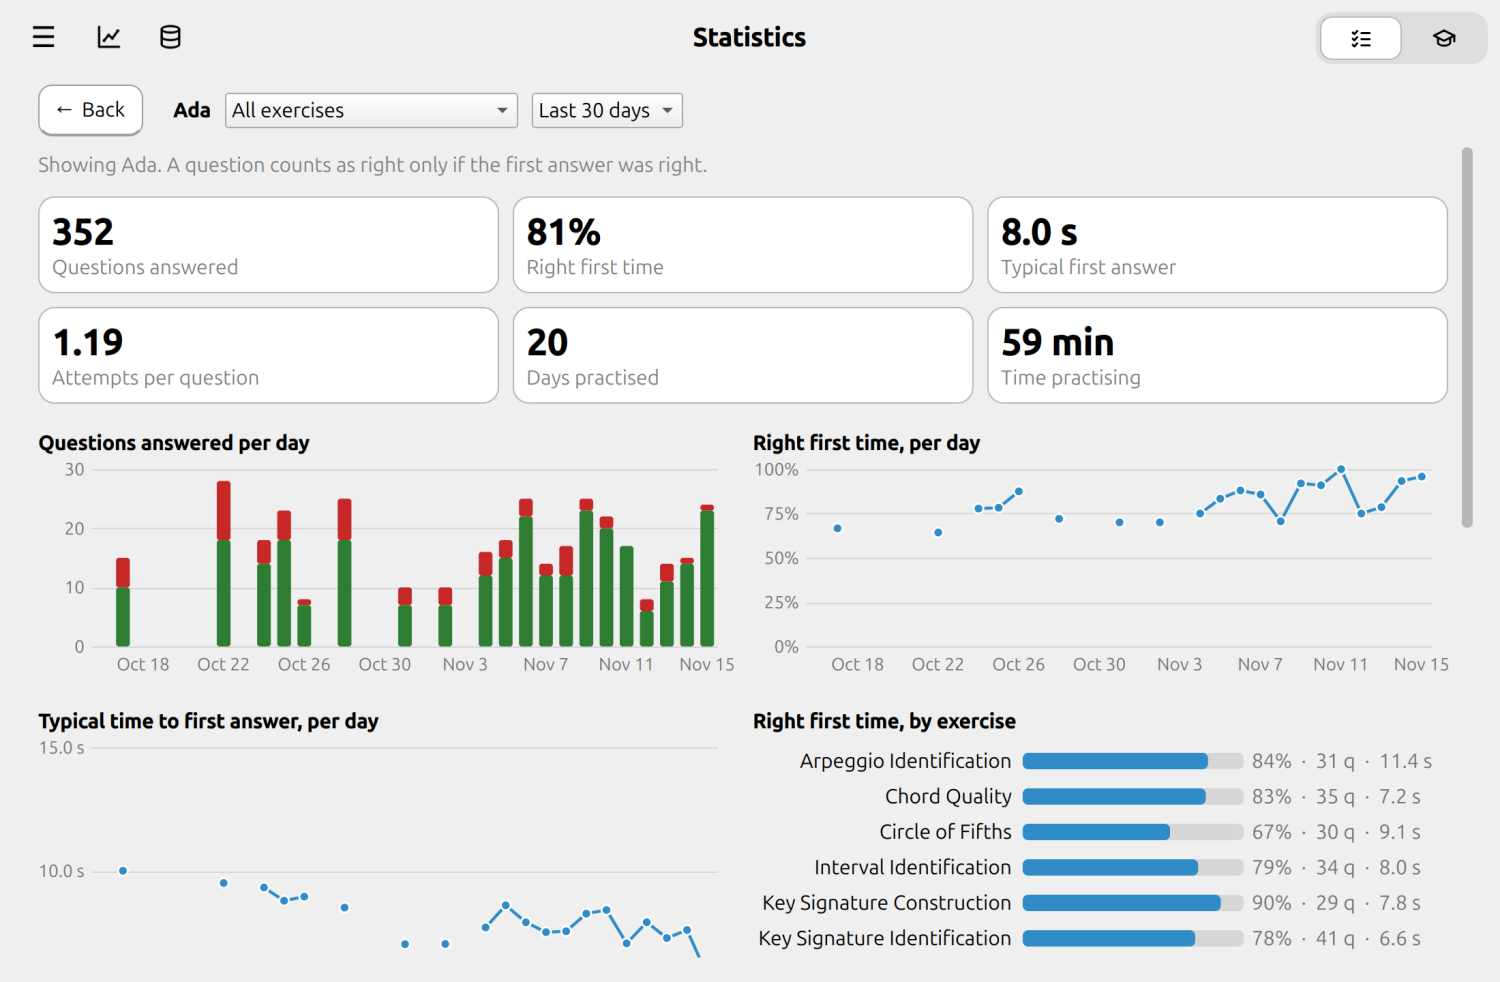 Statistics
← Back Ada All exercises Last 30 days
Showing Ada. A question counts as right only if the first answer was right.
352
Questions answered
81%
Right first time
8.0 s
Typical first answer
1.19
Attempts per question
20
Days practised
59 min
Time practising
Questions answered per day
30
20
10
0
Oct 18 Oct 22 Oct 26 Oct 30 Nov 3 Nov 7 Nov 11 Nov 15
Right first time, per day
100%
75%
50%
25%
0%
Oct 18 Oct 22 Oct 26 Oct 30 Nov 3 Nov 7 Nov 11 Nov 15
Typical time to first answer, per day
15.0 s
10.0 s
Right first time, by exercise
Arpeggio Identification 84% · 31 q · 11.4 s
Chord Quality 83% · 35 q · 7.2 s
Circle of Fifths 67% · 30 q · 9.1 s
Interval Identification 79% · 34 q · 8.0 s
Key Signature Construction 90% · 29 q · 7.8 s
Key Signature Identification 78% · 41 q · 6.6 s